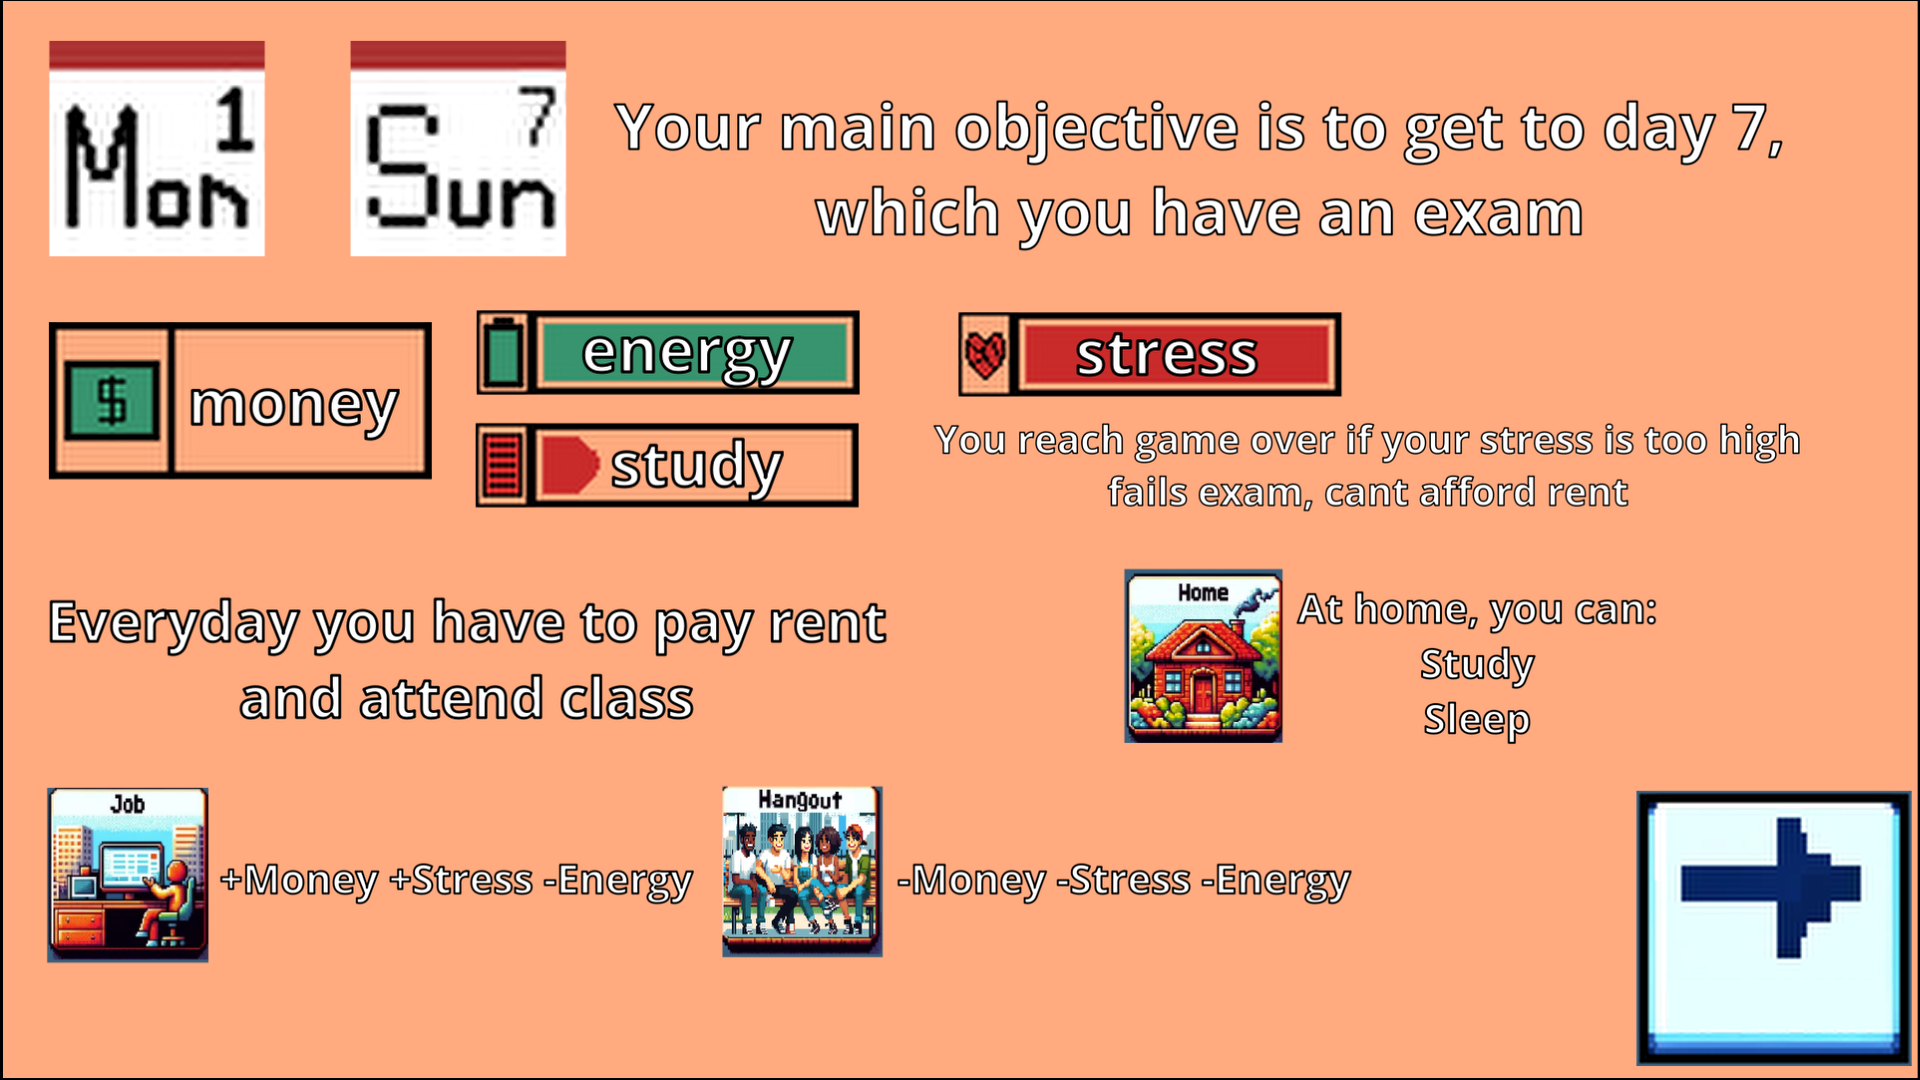 Mon 1
Sun 7
Your main objective is to get to day 7,
which you have an exam
$ money
energy
study
stress
You reach game over if your stress is too high
fails exam, cant afford rent
Everyday you have to pay rent
and attend class
Home
At home, you can:
Study
Sleep
Job
+Money +Stress -Energy
Hangout
-Money -Stress -Energy